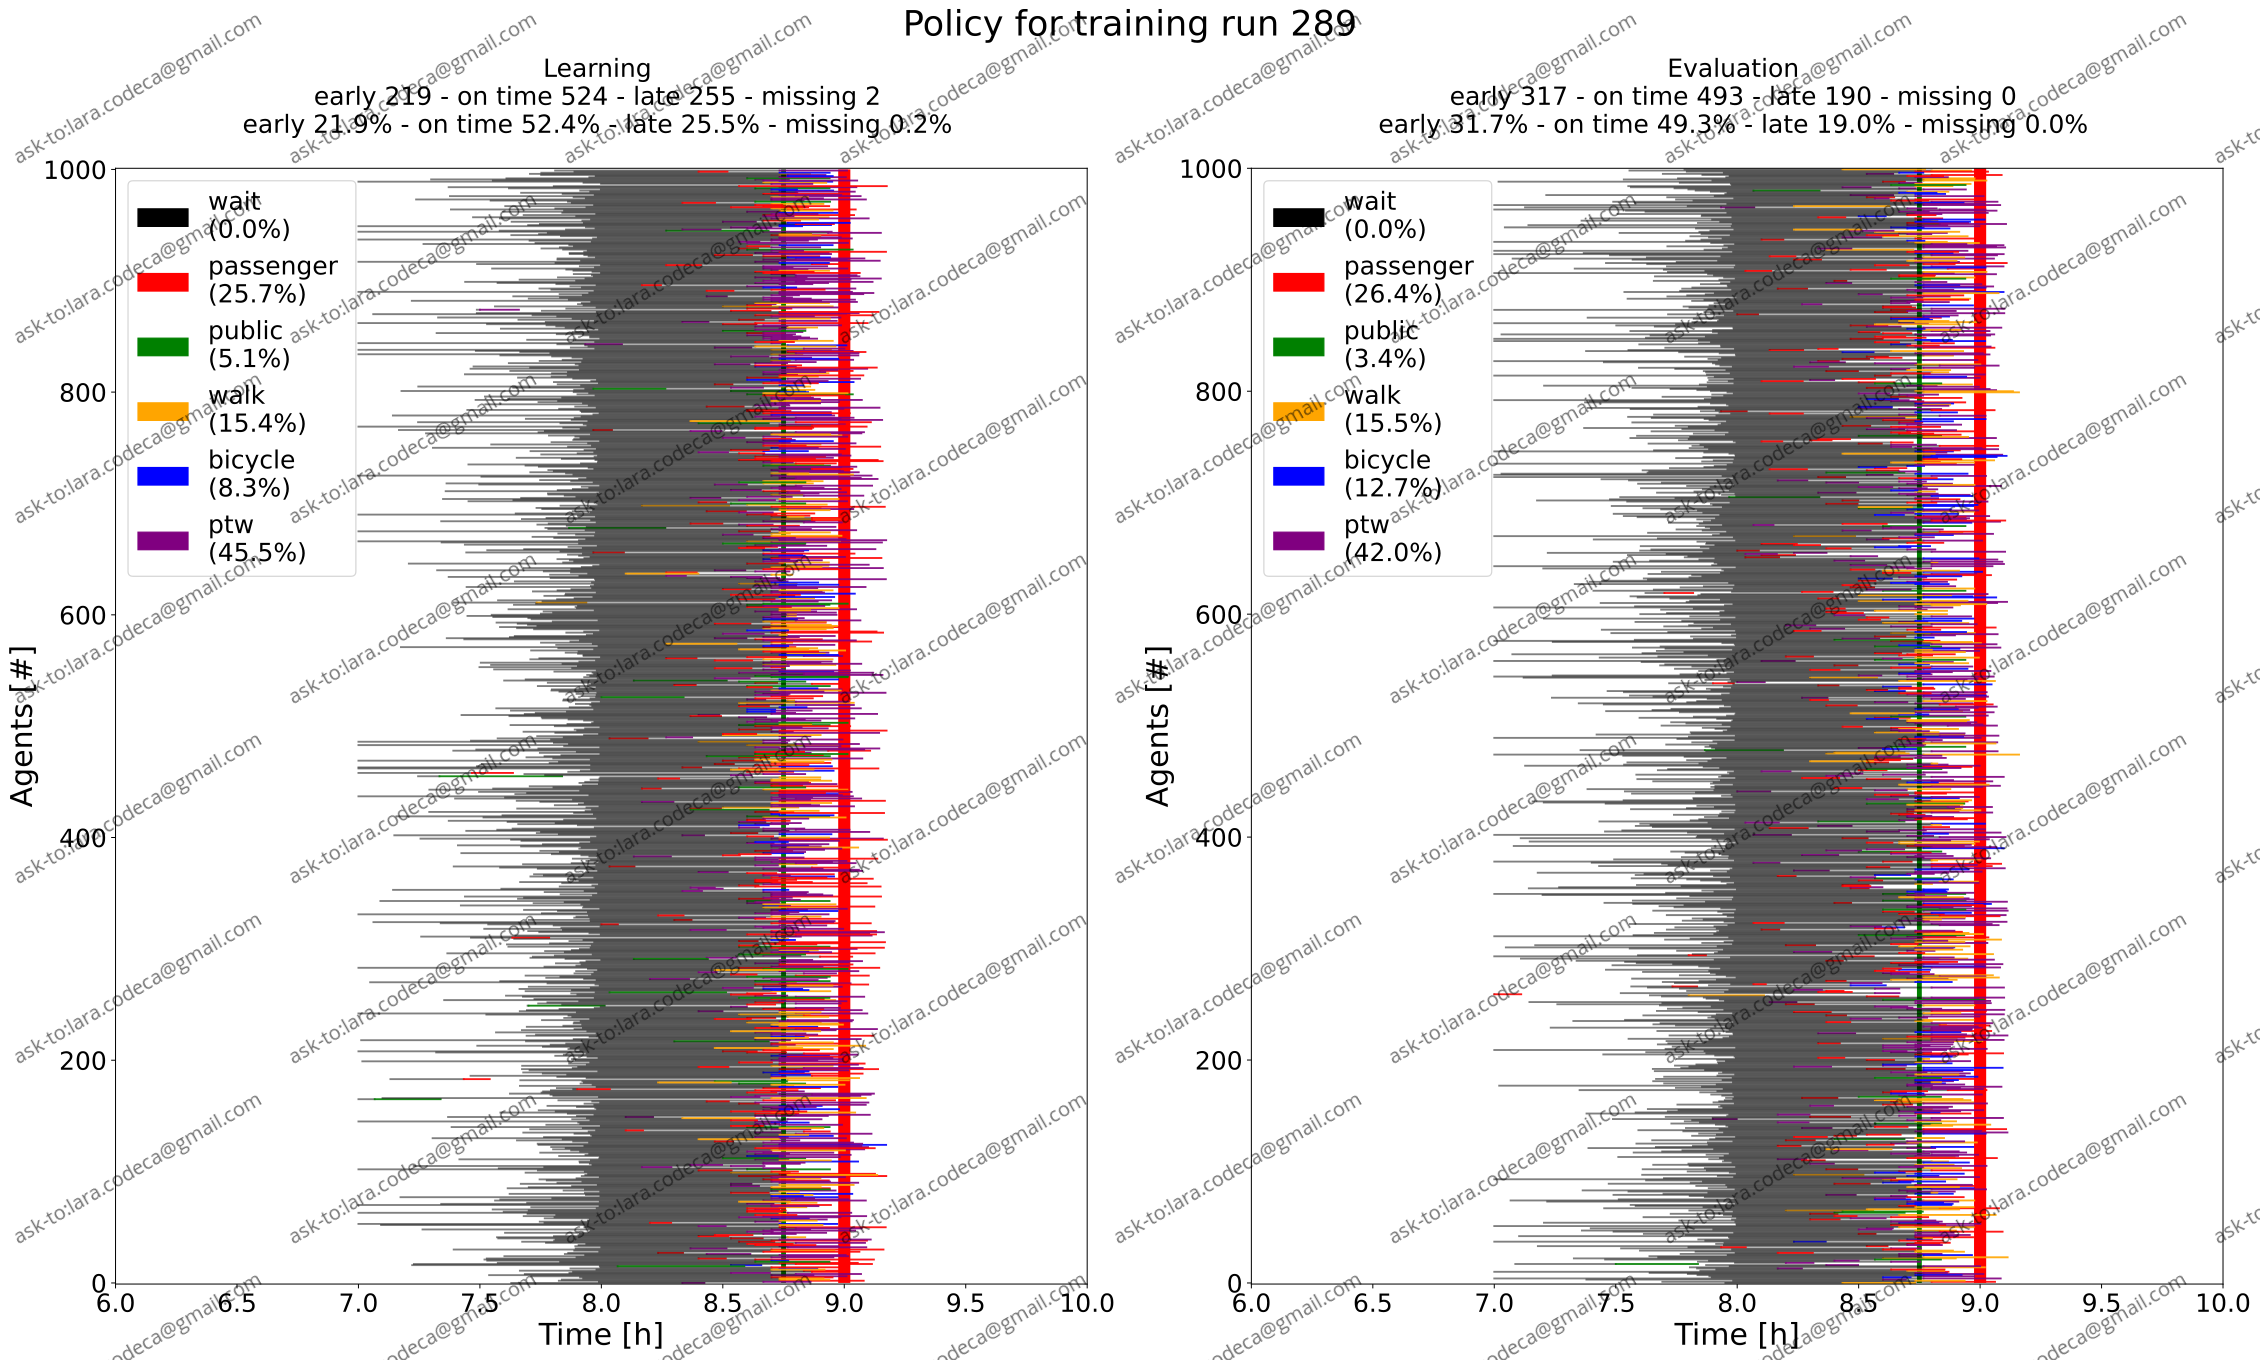 Policy for training run 289
Learning
early 219 - on time 524 - late 255 - missing 2
early 21.9% - on time 52.4% - late 25.5% - missing 0.2%
1000
800
600
400
200
0
Agents [#]
wait
(0.0%)
passenger
(25.7%)
public
(5.1%)
walk
(15.4%)
bicycle
(8.3%)
ptw
(45.5%)
6.0 6.5 7.0 7.5 8.0 8.5 9.0 9.5 10.0
Time [h]
Evaluation
early 317 - on time 493 - late 190 - missing 0
early 31.7% - on time 49.3% - late 19.0% - missing 0.0%
1000
800
600
400
200
0
Agents [#]
wait
(0.0%)
passenger
(26.4%)
public
(3.4%)
walk
(15.5%)
bicycle
(12.7%)
ptw
(42.0%)
6.0 6.5 7.0 7.5 8.0 8.5 9.0 9.5 10.0
Time [h]
ask-to:lara.codeca@gmail.com